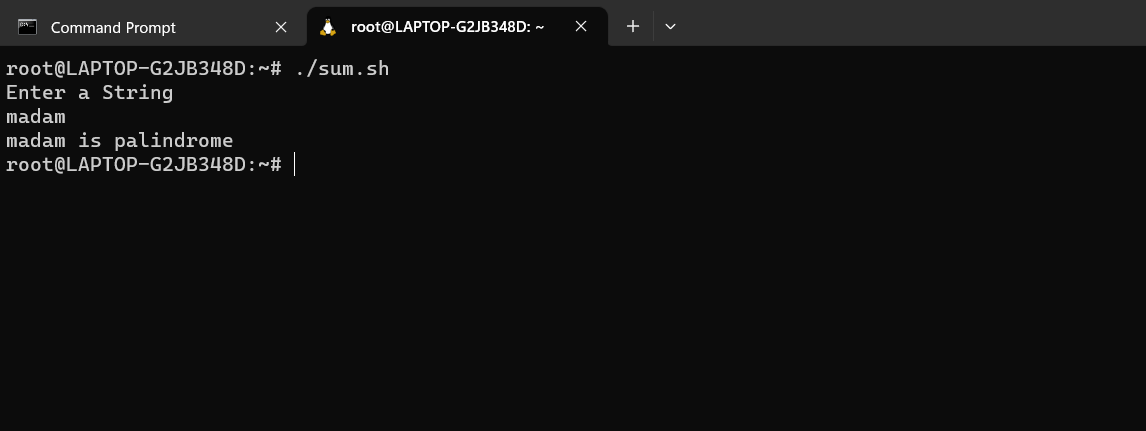 Command Prompt
root@LAPTOP-G2JB348D: ~
root@LAPTOP-G2JB348D:~# ./sum.sh
Enter a String
madam
madam is palindrome
root@LAPTOP-G2JB348D:~#